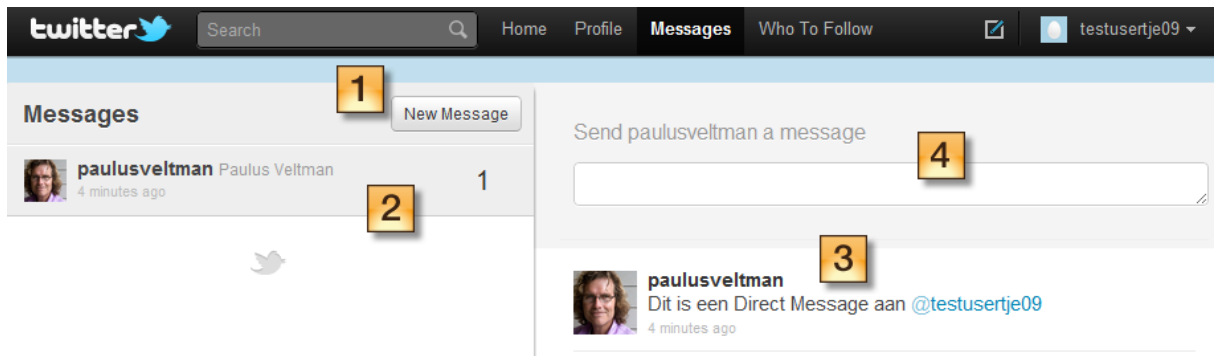 twitter Search Home Profile Messages Who To Follow testusertje09
1
Messages New Message
paulusveltman Paulus Veltman 1
4 minutes ago
2
Send paulusveltman a message
4
3
paulusveltman
Dit is een Direct Message aan @testusertje09
4 minutes ago